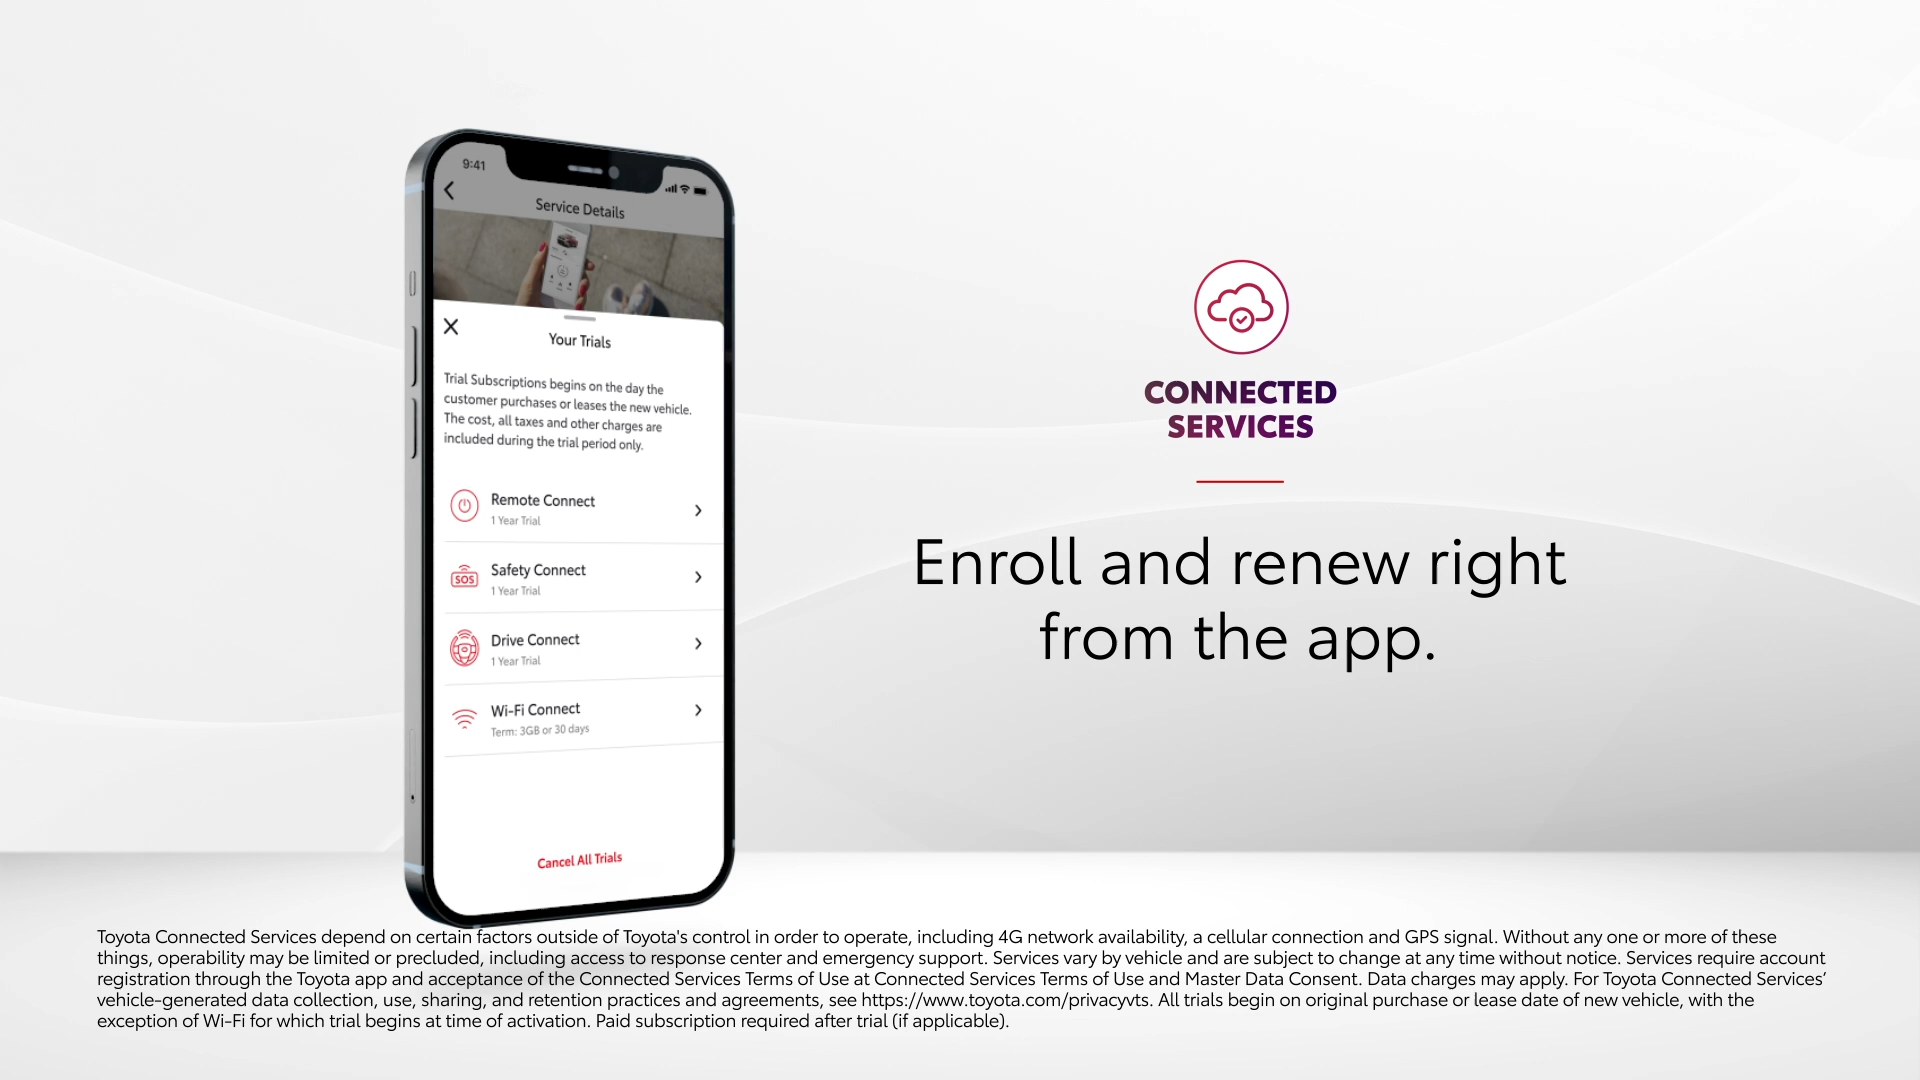 9:41
Service Details
Your Trials
Trial Subscriptions begins on the day the
customer purchases or leases the new vehicle.
The cost, all taxes and other charges are
included during the trial period only.
Remote Connect
1 Year Trial
SOS
Safety Connect
1 Year Trial
Drive Connect
1 Year Trial
Wi-Fi Connect
Term: 3GB or 30 days
Cancel All Trials
CONNECTED
SERVICES
Enroll and renew right
from the app.
Toyota Connected Services depend on certain factors outside of Toyota's control in order to operate, including 4G network availability, a cellular connection and GPS signal. Without any one or more of these
things, operability may be limited or precluded, including access to response center and emergency support. Services vary by vehicle and are subject to change at any time without notice. Services require account
registration through the Toyota app and acceptance of the Connected Services Terms of Use at Connected Services Terms of Use and Master Data Consent. Data charges may apply. For Toyota Connected Services’
vehicle-generated data collection, use, sharing, and retention practices and agreements, see https://www.toyota.com/privacyvts. All trials begin on original purchase or lease date of new vehicle, with the
exception of Wi-Fi for which trial begins at time of activation. Paid subscription required after trial (if applicable).